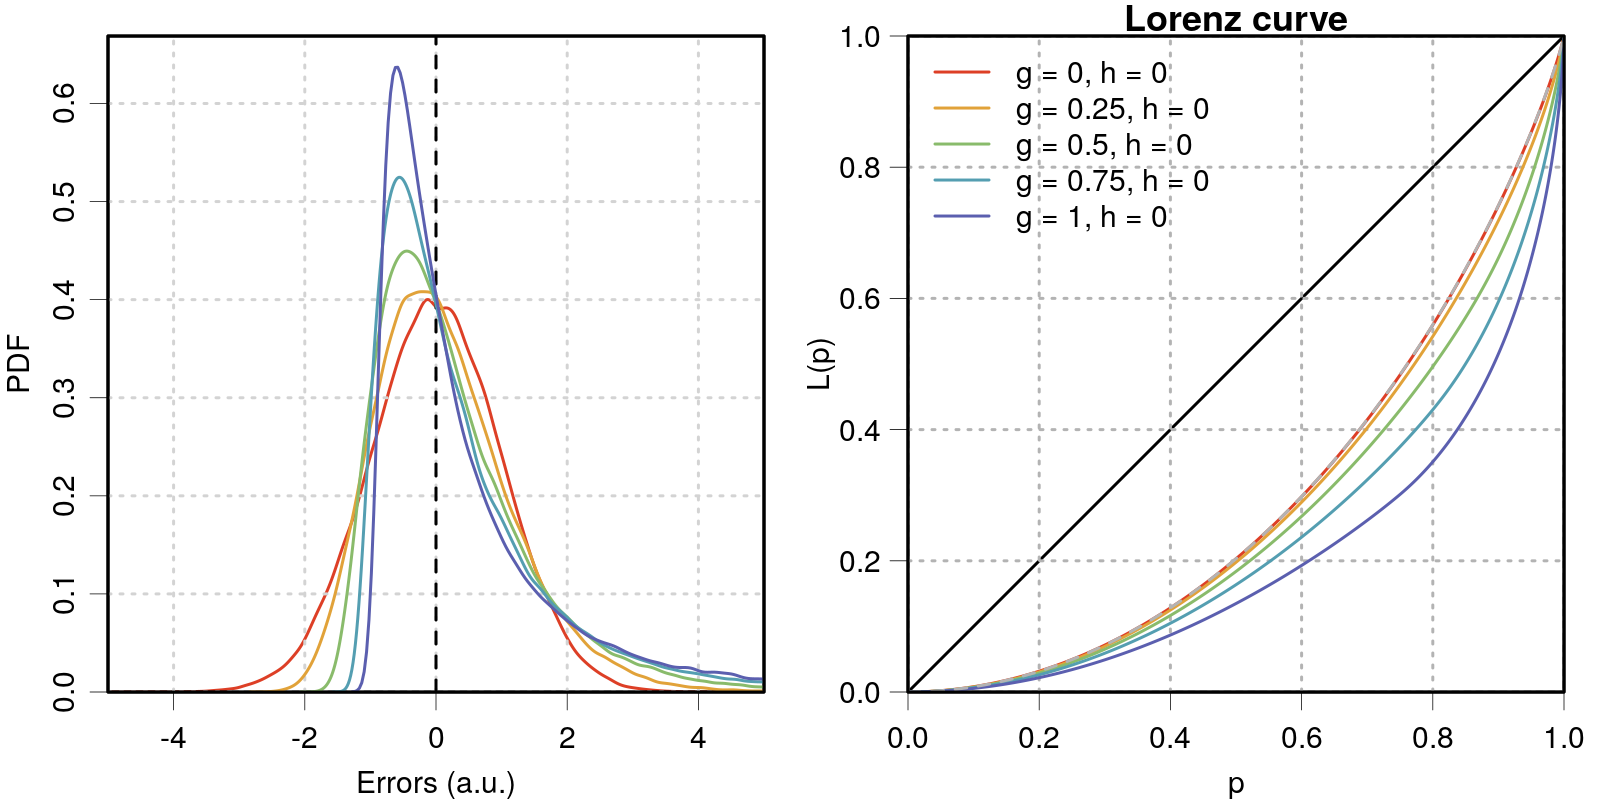 PDF
0.0 0.1 0.2 0.3 0.4 0.5 0.6
-4 -2 0 2 4
Errors (a.u.)
Lorenz curve
g = 0, h = 0
g = 0.25, h = 0
g = 0.5, h = 0
g = 0.75, h = 0
g = 1, h = 0
L(p)
1.0
0.8
0.6
0.4
0.2
0.0
0.0 0.2 0.4 0.6 0.8 1.0
p